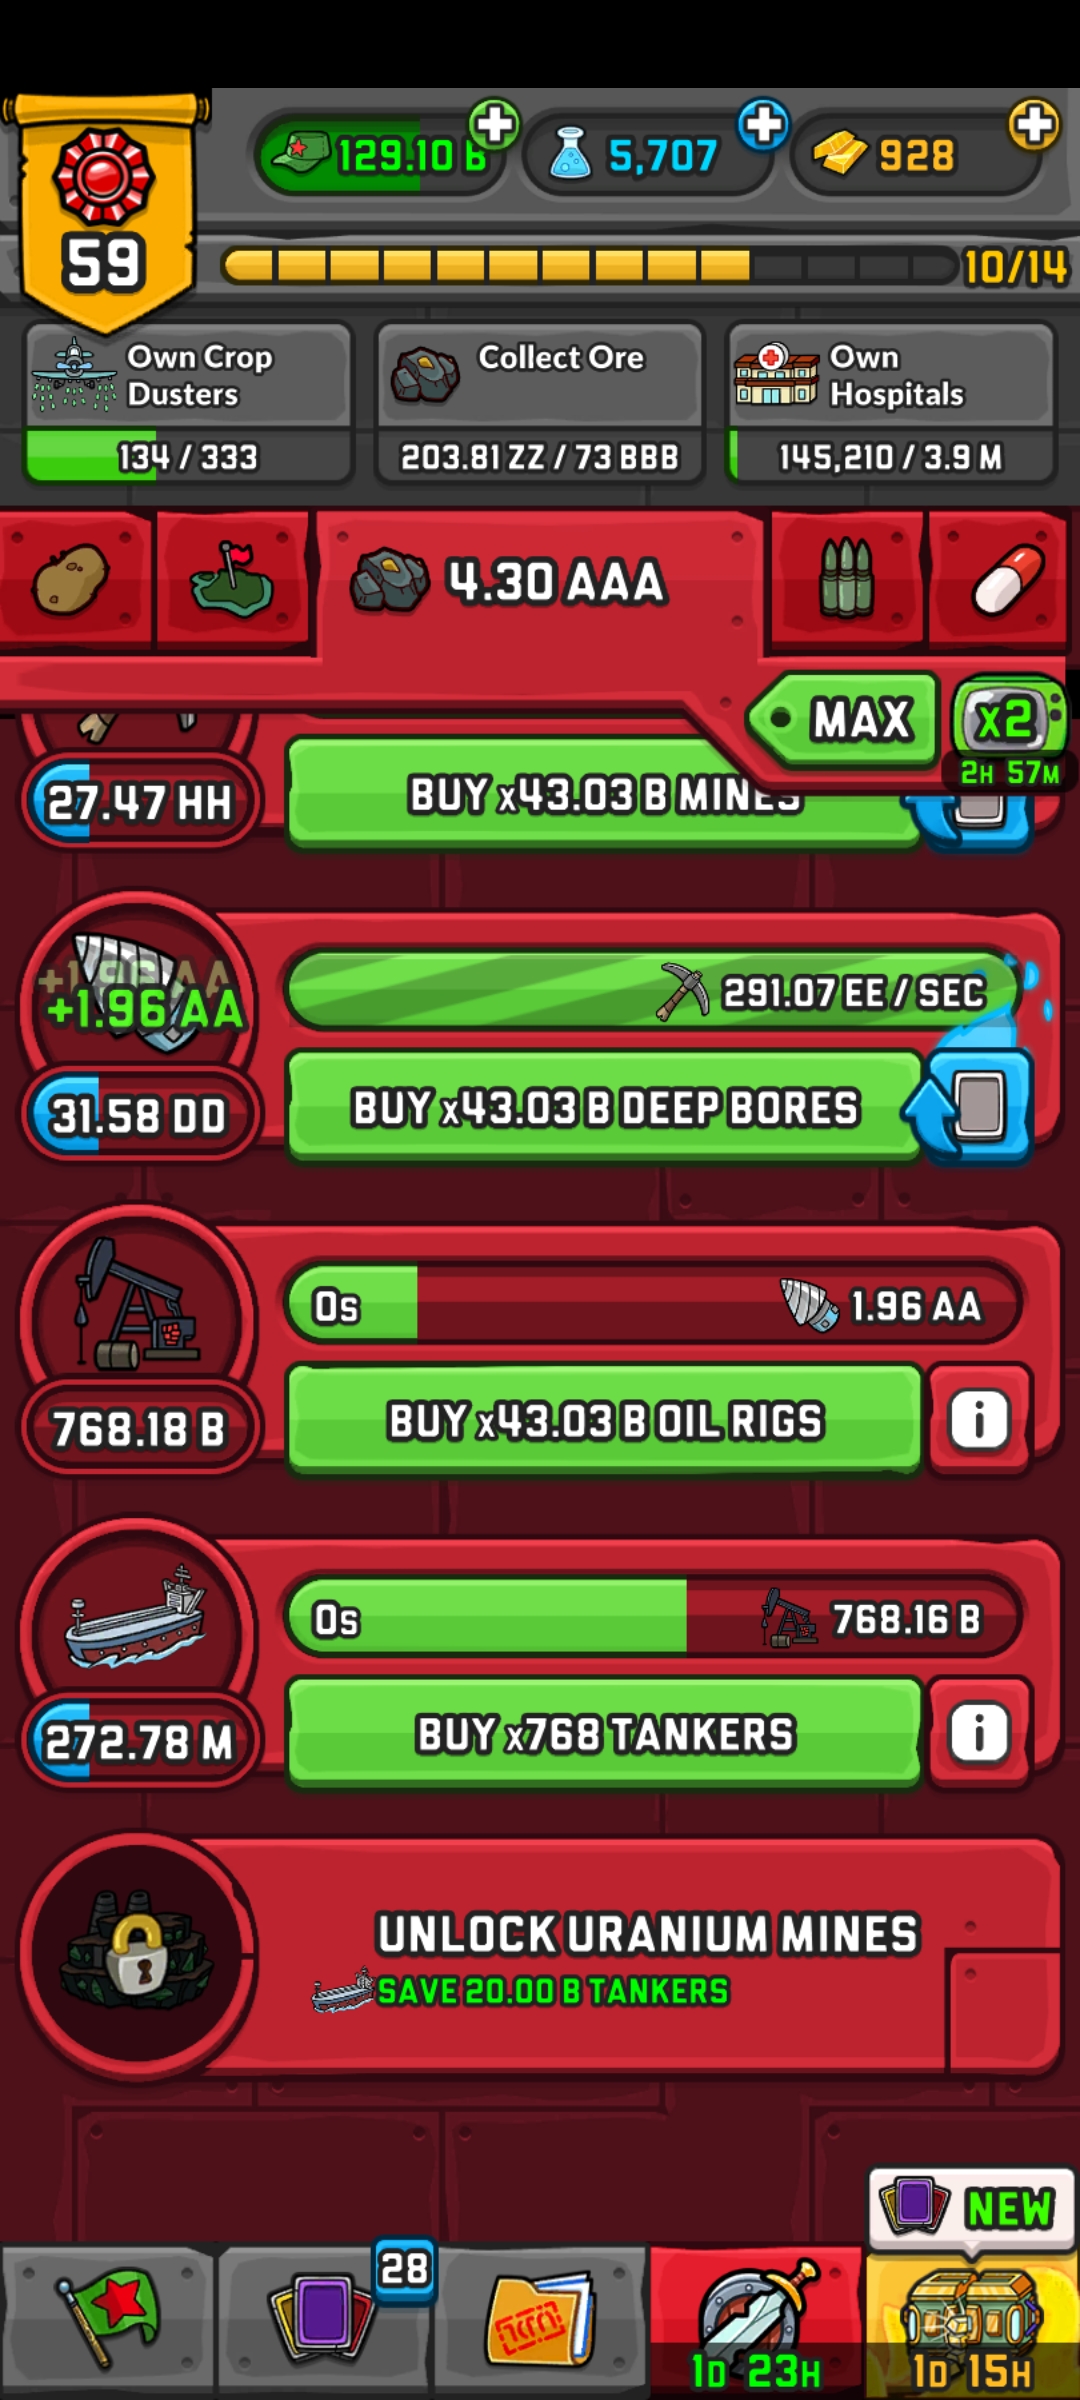 129.10 B
5,707
928
59
10/14
Own Crop
Dusters
134 / 333
Collect Ore
203.81 ZZ / 73 BBB
Own
Hospitals
145,210 / 3.9 M
4.30 AAA
MAX
x2
2H 57M
27.47 HH
BUY x43.03 B MINES
+1.96 AA
+1.96 AA
291.07 EE / SEC
31.58 DD
BUY x43.03 B DEEP BORES
0s
1.96 AA
768.18 B
BUY x43.03 B OIL RIGS
i
0s
768.16 B
272.78 M
BUY x768 TANKERS
i
UNLOCK URANIUM MINES
SAVE 20.00 B TANKERS
NEW
28
1D 23H
1D 15H